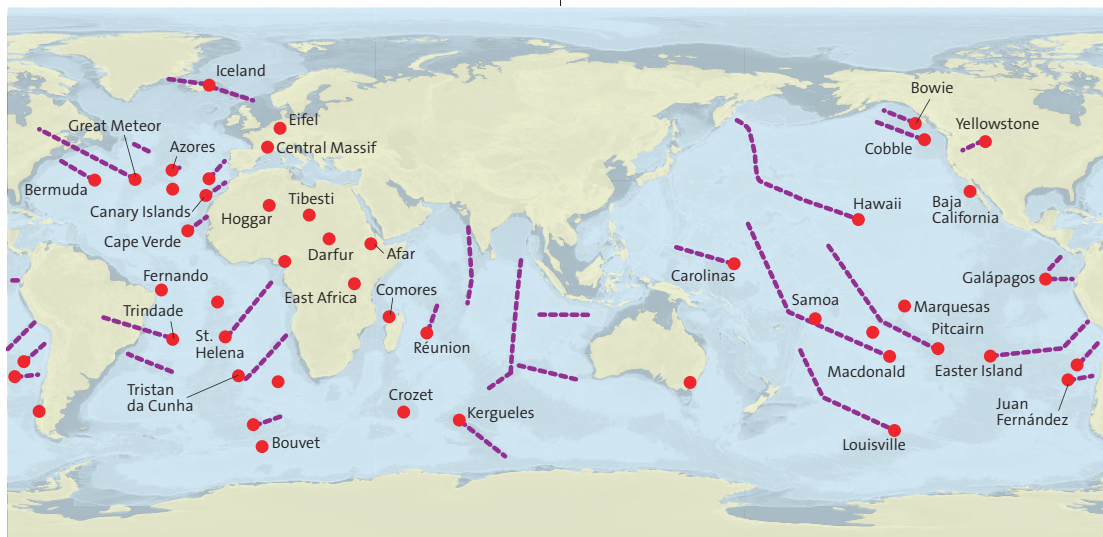 Iceland
Bowie
Great Meteor
Eifel
Yellowstone
Azores
Central Massif
Cobble
Bermuda
Tibesti
Canary Islands
Hoggar
Hawaii
Baja
California
Cape Verde
Darfur
Afar
Fernando
Carolinas
Galápagos
East Africa
Comores
Trindade
Samoa
Marquesas
St.
Helena
Réunion
Pitcairn
Macdonald
Easter Island
Tristan
da Cunha
Crozet
Kergueles
Juan
Fernández
Bouvet
Louisville